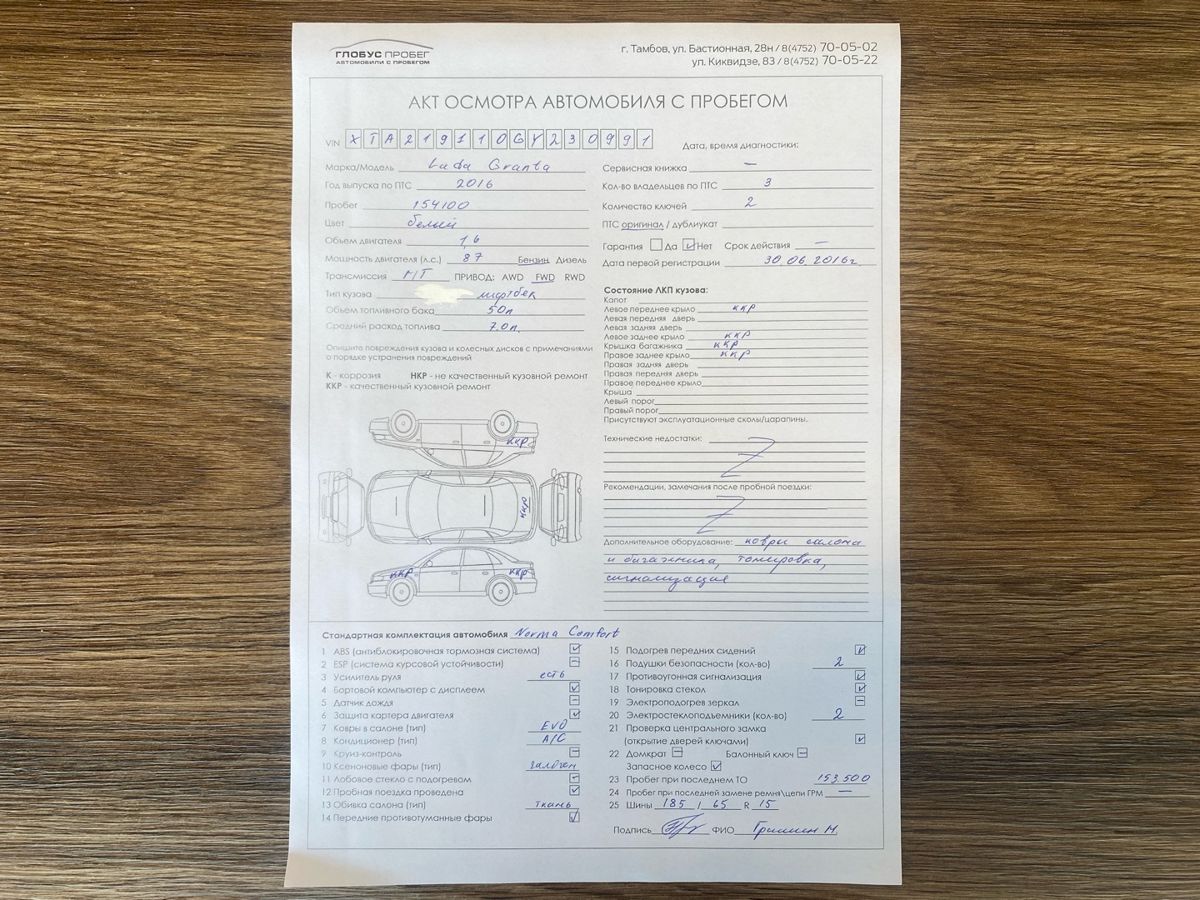 ГЛОБУС ПРОБЕГ
АВТОМОБИЛИ С ПРОБЕГОМ
г. Тамбов, ул. Бастионная, 28н / 8(4752) 70-05-02
ул. Киквидзе, 83 / 8(4752) 70-05-22
АКТ ОСМОТРА АВТОМОБИЛЯ С ПРОБЕГОМ
VIN XTA219110GY230991
Дата, время диагностики:
Марка/Модель Lada Granta
Год выпуска по ПТС 2016
Пробег 154100
Цвет белый
Объем двигателя 1,6
Мощность двигателя (л.с.) 87 Бензин Дизель
Трансмиссия МТ ПРИВОД: AWD FWD RWD
Тип кузова лифтбек
Объем топливного бака 50л
Средний расход топлива 7.0л.
Сервисная книжка —
Кол-во владельцев по ПТС 3
Количество ключей 2
ПТС оригинал / дубликат
Гарантия Да Нет Срок действия —
Дата первой регистрации 30.06.2016г.
Опишите повреждения кузова и колесных дисков с примечаниями
о порядке устранения повреждений
К - коррозия НКР - не качественный кузовной ремонт
ККР - качественный кузовной ремонт
ккр
ккр
ккр
ккр
Состояние ЛКП кузова:
Капот
Левое переднее крыло ккр
Левая передняя дверь
Левая задняя дверь
Левое заднее крыло ккр
Крышка багажника ккр
Правое заднее крыло ккр
Правая задняя дверь
Правая передняя дверь
Правое переднее крыло
Крыша
Левый порог
Правый порог
Присутствуют эксплуатационные сколы/царапины.
Технические недостатки:
Рекомендации, замечания после пробной поездки:
Дополнительное оборудование: ковры салона
и багажника, тонировка,
сигнализация
Стандартная комплектация автомобиля Norma Comfort
1 ABS (антиблокировочная тормозная система)
2 ESP (система курсовой устойчивости)
3 Усилитель руля есть
4 Бортовой компьютер с дисплеем
5 Датчик дождя
6 Защита картера двигателя
7 Ковры в салоне (тип) EVO
8 Кондиционер (тип) A/C
9 Круиз-контроль
10 Ксеноновые фары (тип) галоген
11 Лобовое стекло с подогревом
12 Пробная поездка проведена
13 Обивка салона (тип) ткань
14 Передние противотуманные фары
15 Подогрев передних сидений
16 Подушки безопасности (кол-во) 2
17 Противоугонная сигнализация
18 Тонировка стекол
19 Электроподогрев зеркал
20 Электростеклоподъемники (кол-во) 2
21 Проверка центрального замка
(открытие дверей ключами)
22 Домкрат Балонный ключ
Запасное колесо
23 Пробег при последнем ТО 153,500
24 Пробег при последней замене ремня\цепи ГРМ —
25 Шины 185 / 65 R 15
Подпись ФИО Гришин М.